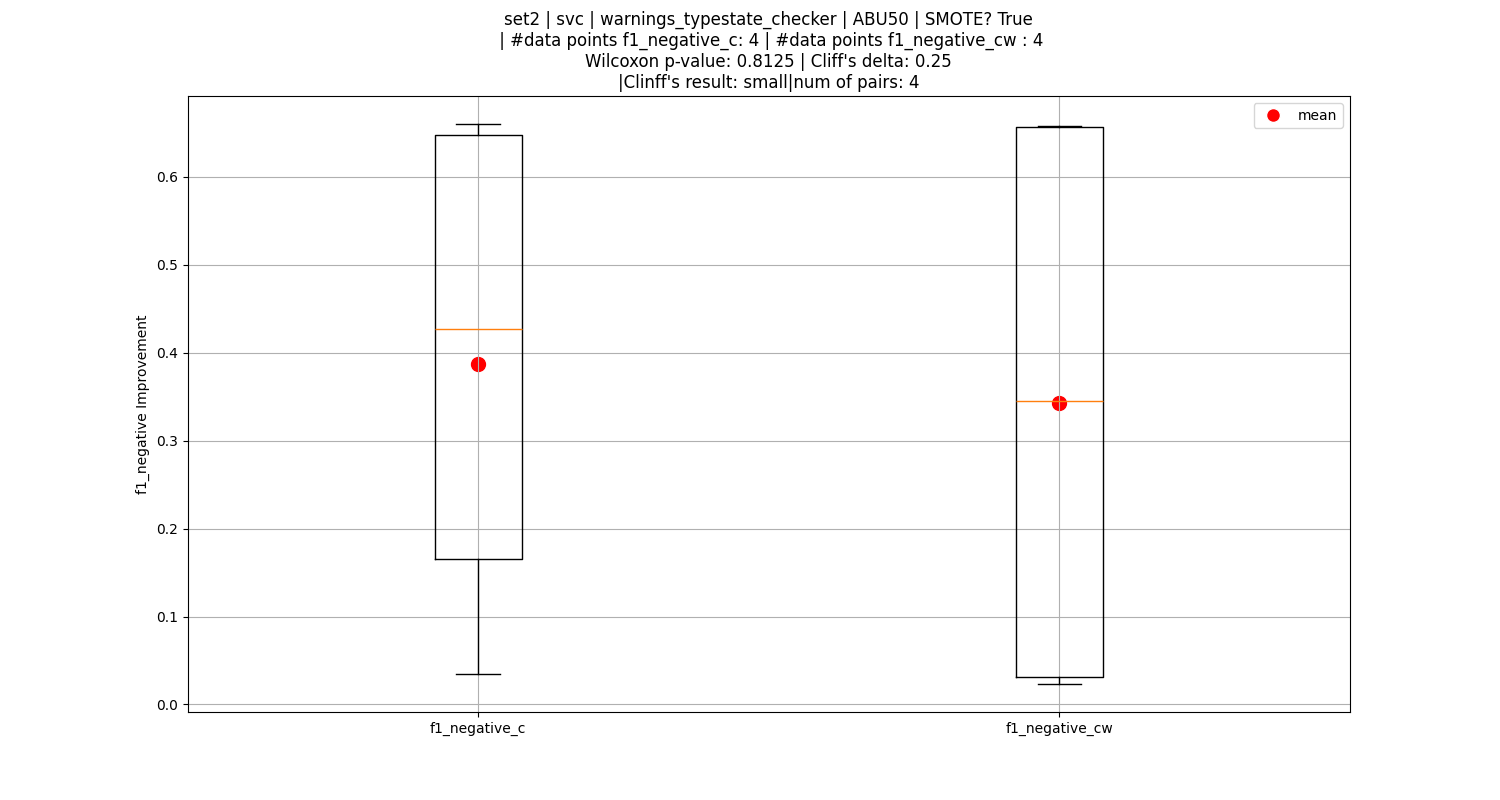 set2 | svc | warnings_typestate_checker | ABU50 | SMOTE? True
| #data points f1_negative_c: 4 | #data points f1_negative_cw : 4
Wilcoxon p-value: 0.8125 | Cliff's delta: 0.25
|Clinff's result: small|num of pairs: 4
mean
f1_negative Improvement
0.6
0.5
0.4
0.3
0.2
0.1
0.0
f1_negative_c
f1_negative_cw